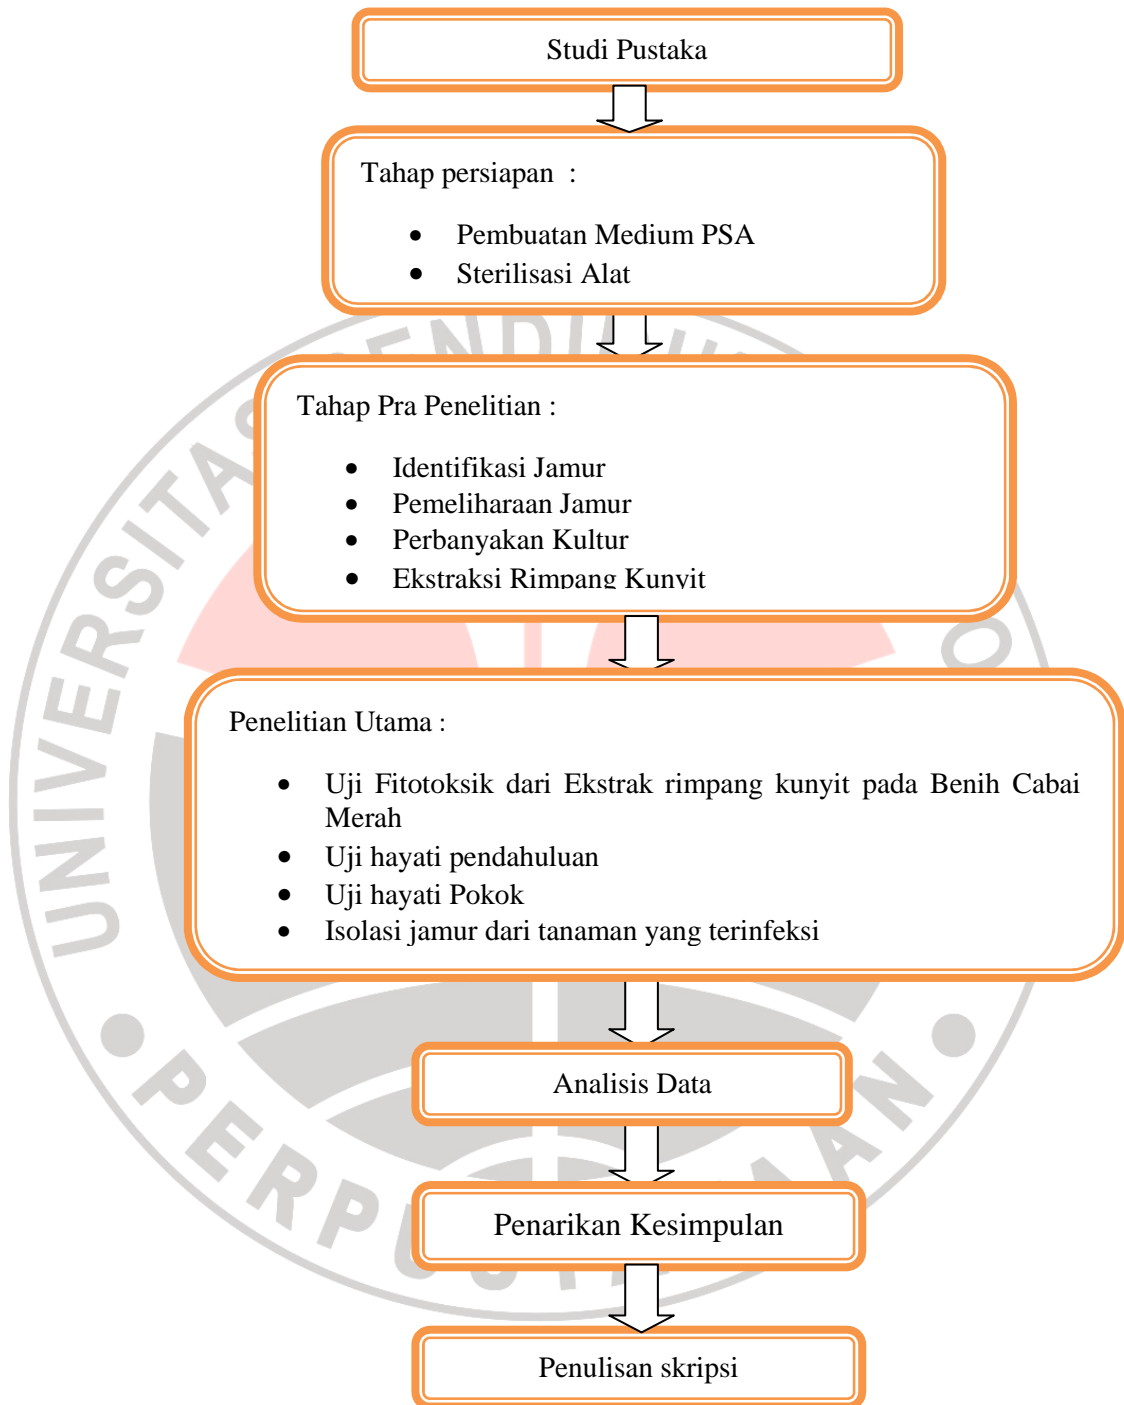 Studi Pustaka
Tahap persiapan :
• Pembuatan Medium PSA
• Sterilisasi Alat
Tahap Pra Penelitian :
• Identifikasi Jamur
• Pemeliharaan Jamur
• Perbanyakan Kultur
• Ekstraksi Rimpang Kunyit
Penelitian Utama :
• Uji Fitotoksik dari Ekstrak rimpang kunyit pada Benih Cabai
Merah
• Uji hayati pendahuluan
• Uji hayati Pokok
• Isolasi jamur dari tanaman yang terinfeksi
Analisis Data
Penarikan Kesimpulan
Penulisan skripsi
UNIVERSITAS